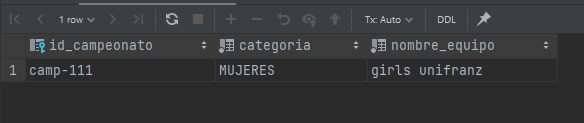 1 row Tx: Auto DDL
id_campeonato categoria nombre_equipo
1 camp-111 MUJERES girls unifranz